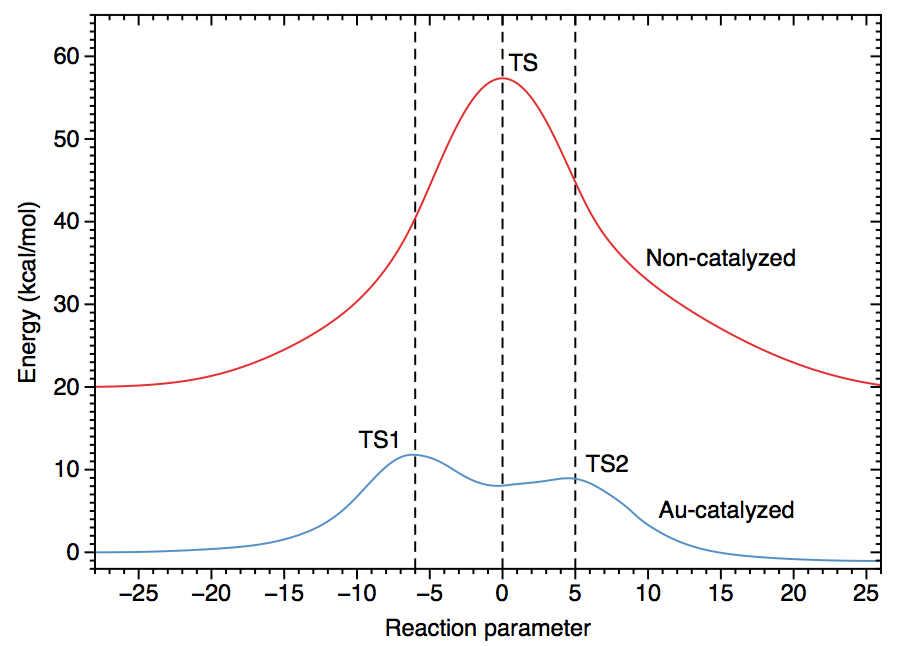 60
50
40
30
20
10
0
Energy (kcal/mol)
TS
Non-catalyzed
TS1
TS2
Au-catalyzed
−25 −20 −15 −10 −5 0 5 10 15 20 25
Reaction parameter